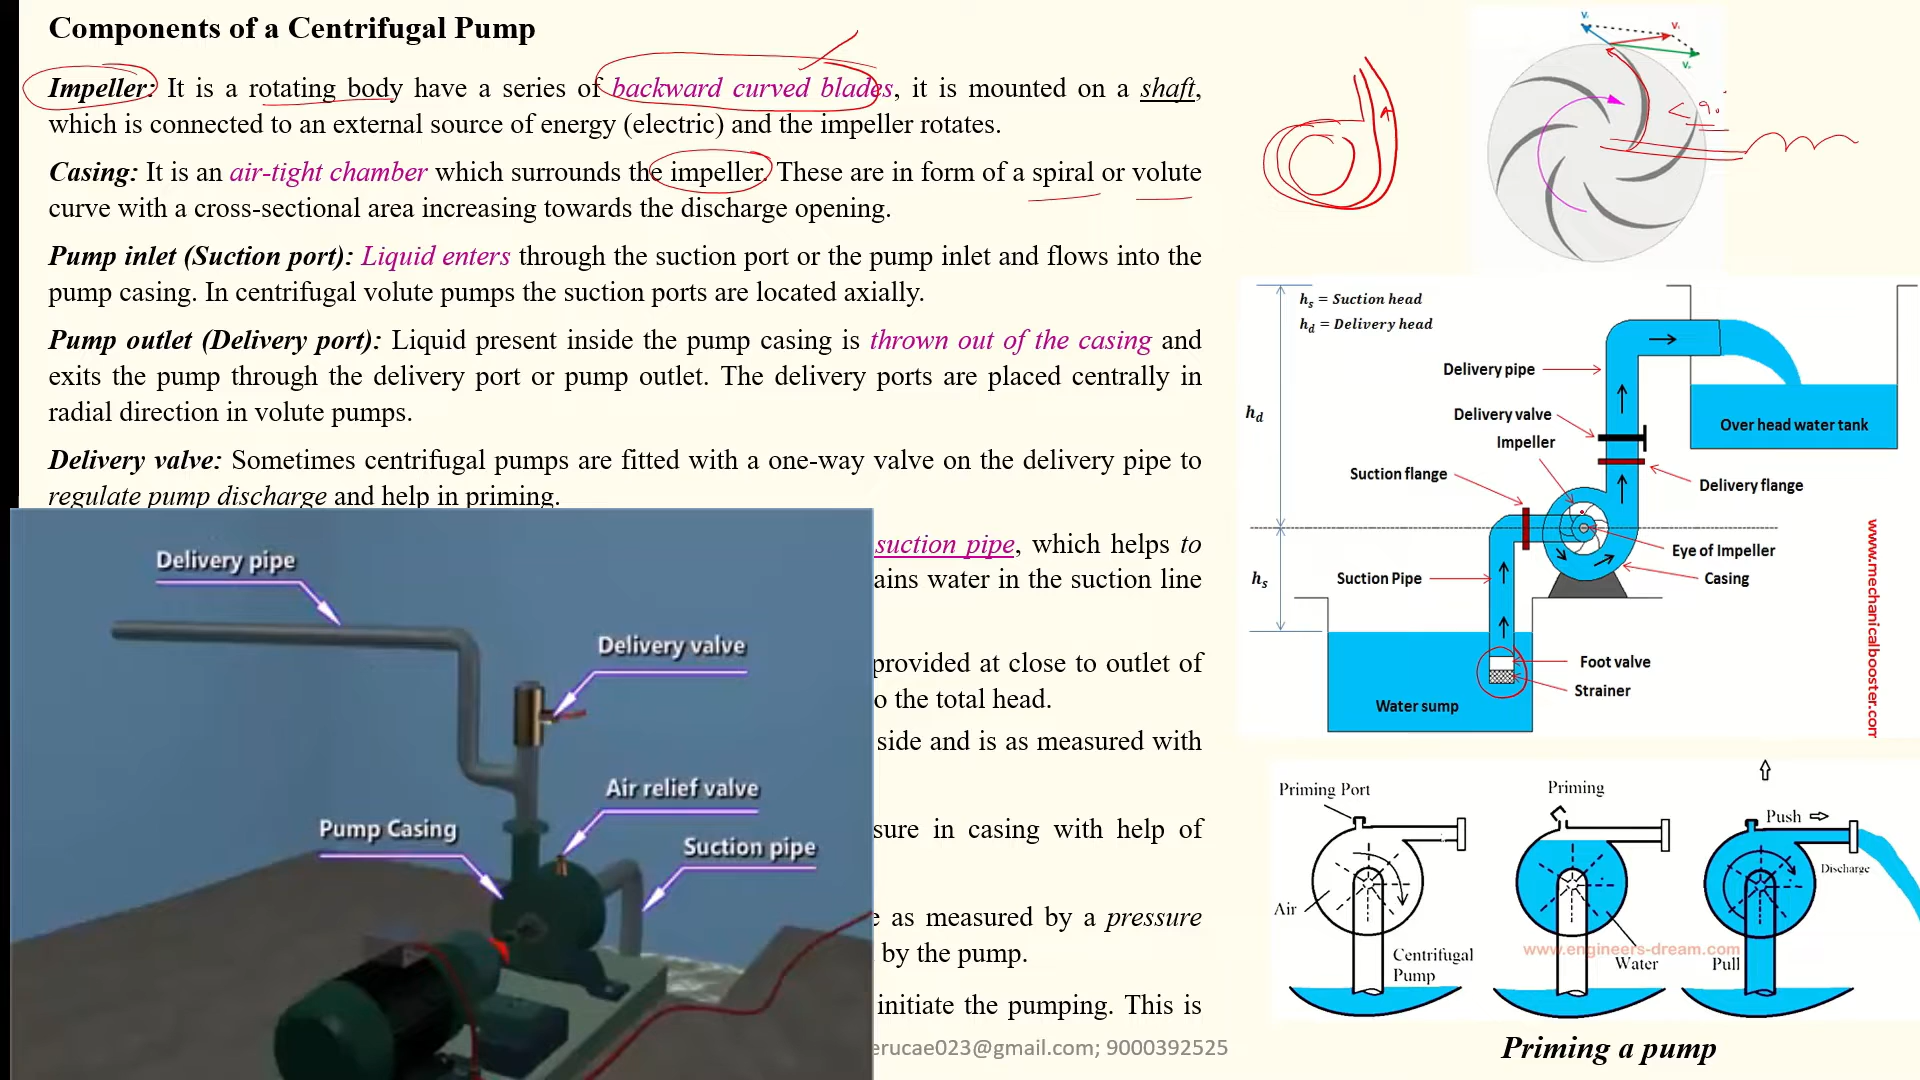 Components of a Centrifugal Pump
Impeller: It is a rotating body have a series of backward curved blades, it is mounted on a shaft,
which is connected to an external source of energy (electric) and the impeller rotates.
Casing: It is an air-tight chamber which surrounds the impeller. These are in form of a spiral or volute
curve with a cross-sectional area increasing towards the discharge opening.
Pump inlet (Suction port): Liquid enters through the suction port or the pump inlet and flows into the
pump casing. In centrifugal volute pumps the suction ports are located axially.
Pump outlet (Delivery port): Liquid present inside the pump casing is thrown out of the casing and
exits the pump through the delivery port or pump outlet. The delivery ports are placed centrally in
radial direction in volute pumps.
Delivery valve: Sometimes centrifugal pumps are fitted with a one-way valve on the delivery pipe to
regulate pump discharge and help in priming.
suction pipe, which helps to
ains water in the suction line
provided at close to outlet of
o the total head.
side and is as measured with
sure in casing with help of
e as measured by a pressure
by the pump.
initiate the pumping. This is
erucae023@gmail.com; 9000392525
Delivery pipe
Delivery valve
Air relief valve
Pump Casing
Suction pipe
< 90°
hs = Suction head
hd = Delivery head
Delivery pipe
hd
Delivery valve
Over head water tank
Impeller
Suction flange
Delivery flange
Eye of Impeller
hs
Suction Pipe
Casing
Foot valve
Strainer
Water sump
www.mechanicalbooster.com
Priming Port
Priming
Push
Discharge
Air
Centrifugal
Pump
www.engineers-dream.com
Water
Pull
Priming a pump